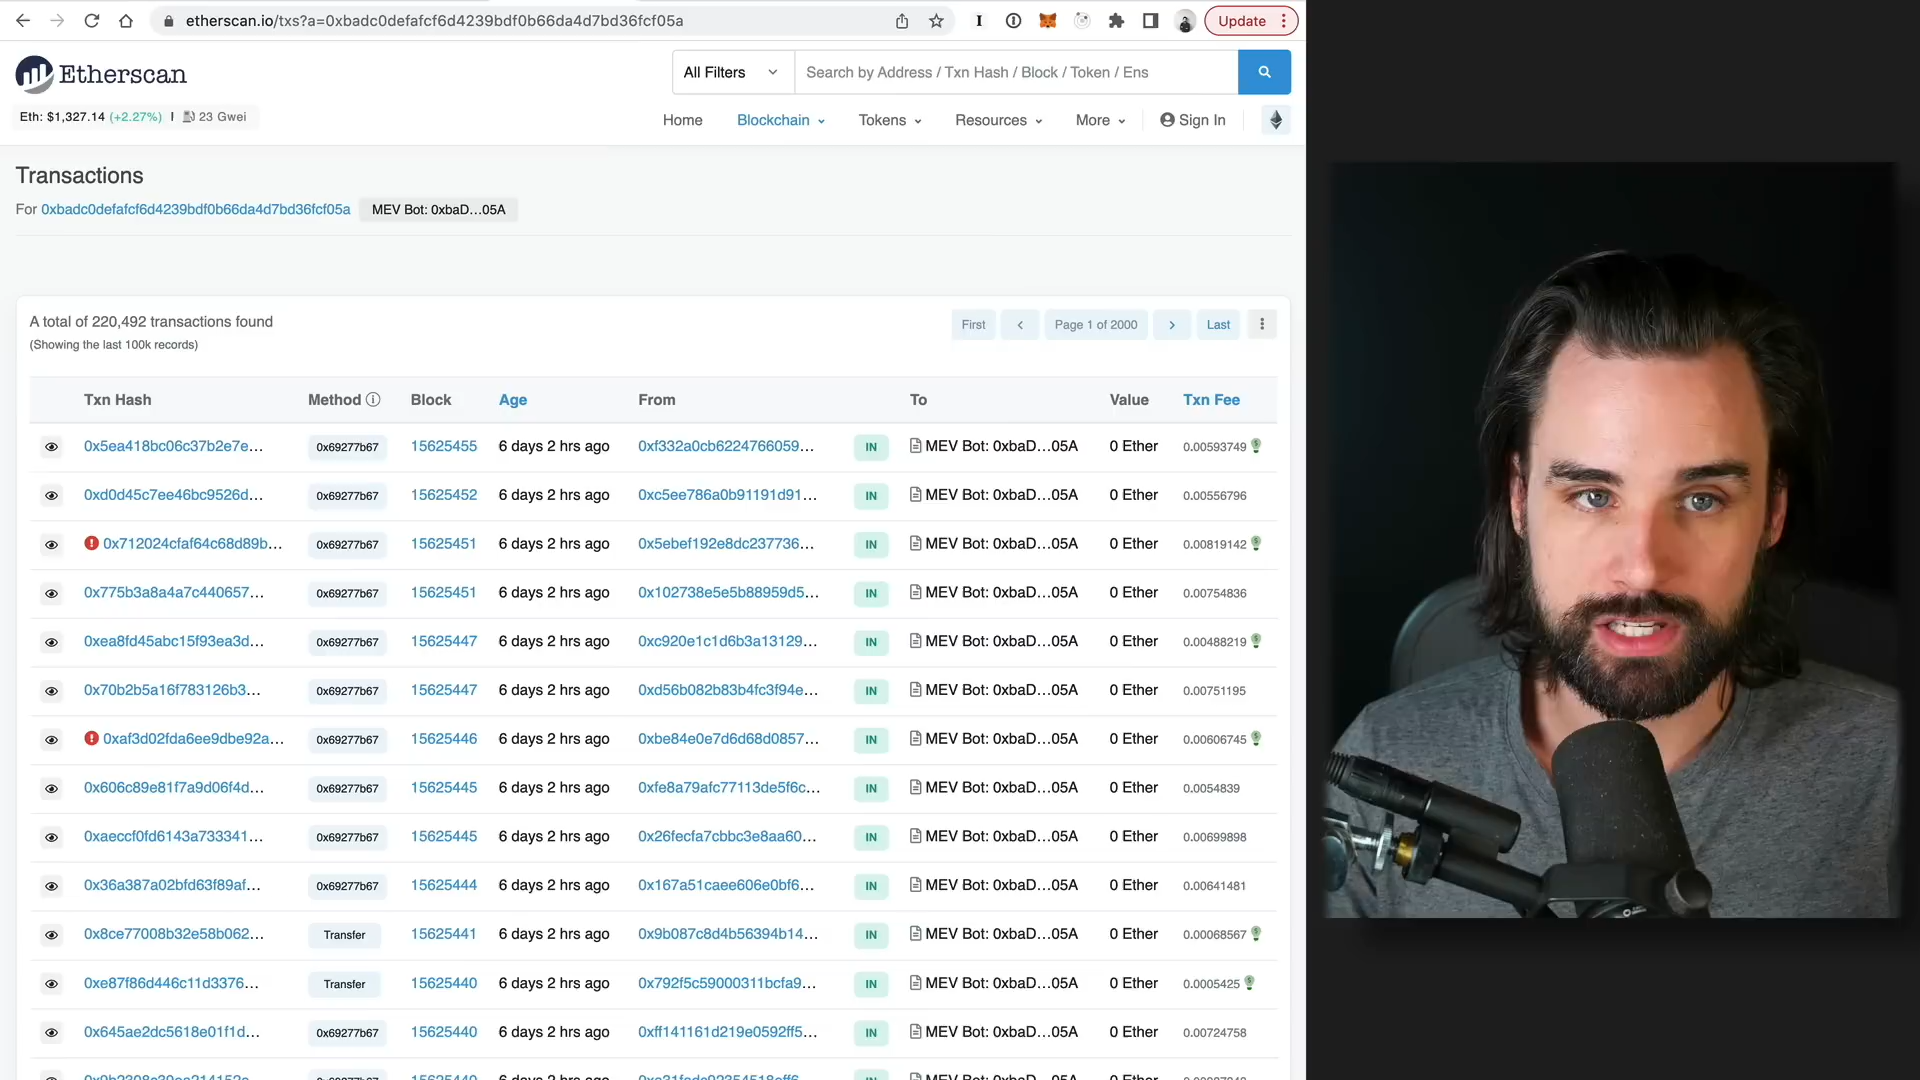 etherscan.io/txs?a=0xbadc0defafcf6d4239bdf0b66da4d7bd36fcf05a
Update
Etherscan
All Filters
Search by Address / Txn Hash / Block / Token / Ens
Eth: $1,327.14 (+2.27%) | 23 Gwei
Home Blockchain Tokens Resources More Sign In
Transactions
For 0xbadc0defafcf6d4239bdf0b66da4d7bd36fcf05a MEV Bot: 0xbaD...05A
A total of 220,492 transactions found
(Showing the last 100k records)
First Page 1 of 2000 Last
Txn Hash Method Block Age From To Value Txn Fee
0x5ea418bc06c37b2e7e... 0x69277b67 15625455 6 days 2 hrs ago 0xf332a0cb6224766059... IN MEV Bot: 0xbaD...05A 0 Ether 0.00593749
0xd0d45c7ee46bc9526d... 0x69277b67 15625452 6 days 2 hrs ago 0xc5ee786a0b91191d91... IN MEV Bot: 0xbaD...05A 0 Ether 0.00556796
0x712024cfaf64c68d89b... 0x69277b67 15625451 6 days 2 hrs ago 0x5ebef192e8dc237736... IN MEV Bot: 0xbaD...05A 0 Ether 0.00819142
0x775b3a8a4a7c440657... 0x69277b67 15625451 6 days 2 hrs ago 0x102738e5e5b88959d5... IN MEV Bot: 0xbaD...05A 0 Ether 0.00754836
0xea8fd45abc15f93ea3d... 0x69277b67 15625447 6 days 2 hrs ago 0xc920e1c1d6b3a13129... IN MEV Bot: 0xbaD...05A 0 Ether 0.00488219
0x70b2b5a16f783126b3... 0x69277b67 15625447 6 days 2 hrs ago 0xd56b082b83b4fc3f94e... IN MEV Bot: 0xbaD...05A 0 Ether 0.00751195
0xaf3d02fda6ee9dbe92a... 0x69277b67 15625446 6 days 2 hrs ago 0xbe84e0e7d6d68d0857... IN MEV Bot: 0xbaD...05A 0 Ether 0.00606745
0x606c89e81f7a9d06f4d... 0x69277b67 15625445 6 days 2 hrs ago 0xfe8a79afc77113de5f6c... IN MEV Bot: 0xbaD...05A 0 Ether 0.0054839
0xaeccf0fd6143a733341... 0x69277b67 15625445 6 days 2 hrs ago 0x26fecfa7cbbc3e8aa60... IN MEV Bot: 0xbaD...05A 0 Ether 0.00699898
0x36a387a02bfd63f89af... 0x69277b67 15625444 6 days 2 hrs ago 0x167a51caee606e0bf6... IN MEV Bot: 0xbaD...05A 0 Ether 0.00641481
0x8ce77008b32e58b062... Transfer 15625441 6 days 2 hrs ago 0x9b087c8d4b56394b14... IN MEV Bot: 0xbaD...05A 0 Ether 0.00068567
0xe87f86d446c11d3376... Transfer 15625440 6 days 2 hrs ago 0x792f5c59000311bcfa9... IN MEV Bot: 0xbaD...05A 0 Ether 0.0005425
0x645ae2dc5618e01f1d... 0x69277b67 15625440 6 days 2 hrs ago 0xff141161d219e0592ff5... IN MEV Bot: 0xbaD...05A 0 Ether 0.00724758